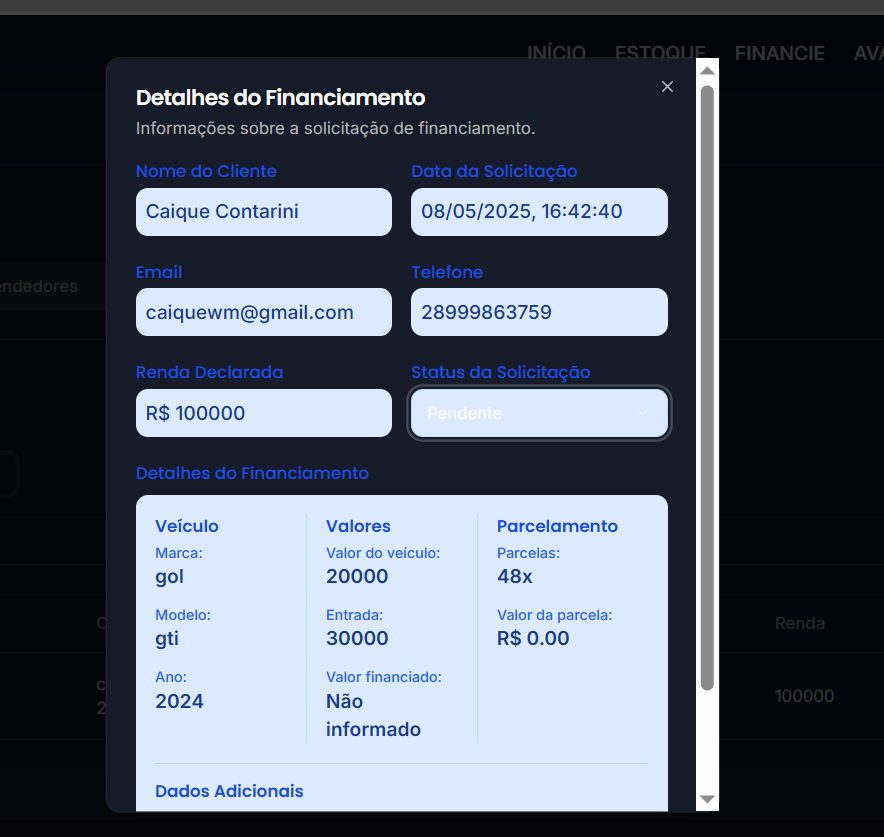 INÍCIO ESTOQUE FINANCIE
Detalhes do Financiamento
Informações sobre a solicitação de financiamento.
Nome do Cliente Data da Solicitação
Caique Contarini 08/05/2025, 16:42:40
endedores
Email Telefone
caiquewm@gmail.com 28999863759
Renda Declarada Status da Solicitação
R$ 100000 Pendente
Detalhes do Financiamento
Veículo Valores Parcelamento
Marca: Valor do veículo: Parcelas:
gol 20000 48x
Modelo: Entrada: Valor da parcela:
gti 30000 R$ 0.00
Renda
Ano: Valor financiado:
2024 Não
informado
100000
Dados Adicionais